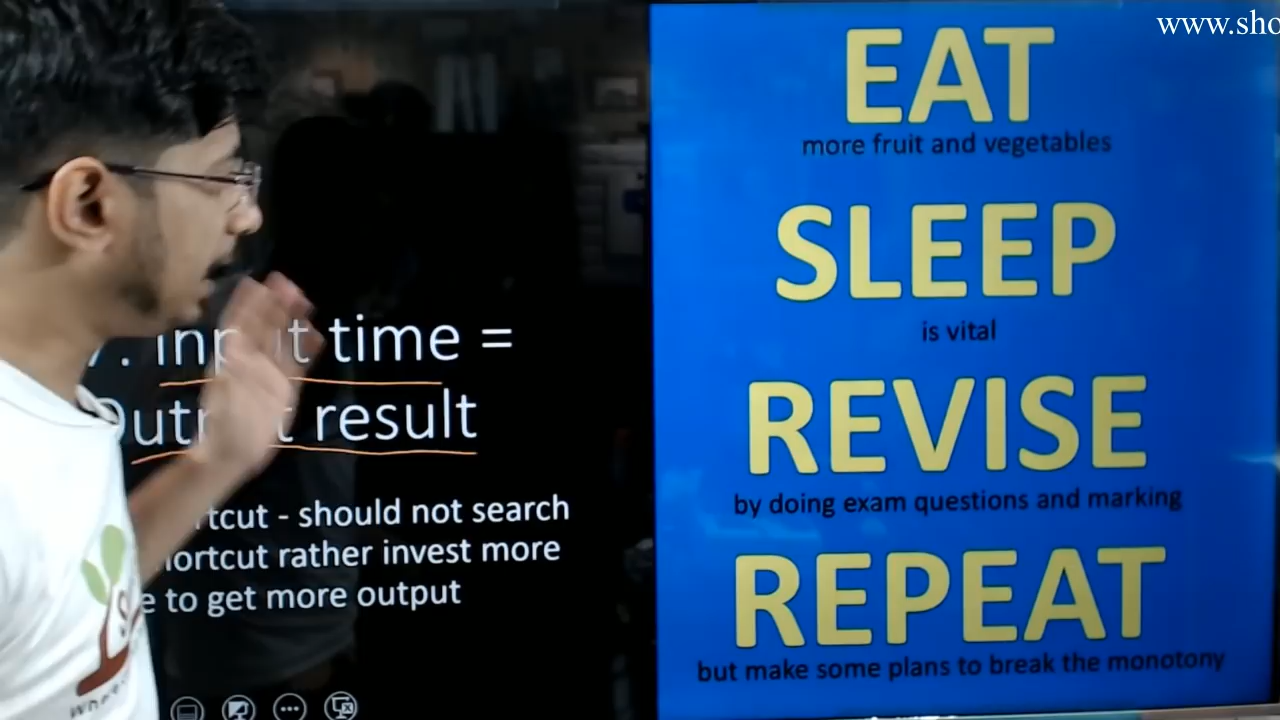 www.sho
time =
result
- should not search
rather invest more
to get more output
EAT
more fruit and vegetables
SLEEP
is vital
REVISE
by doing exam questions and marking
REPEAT
but make some plans to break the monotony